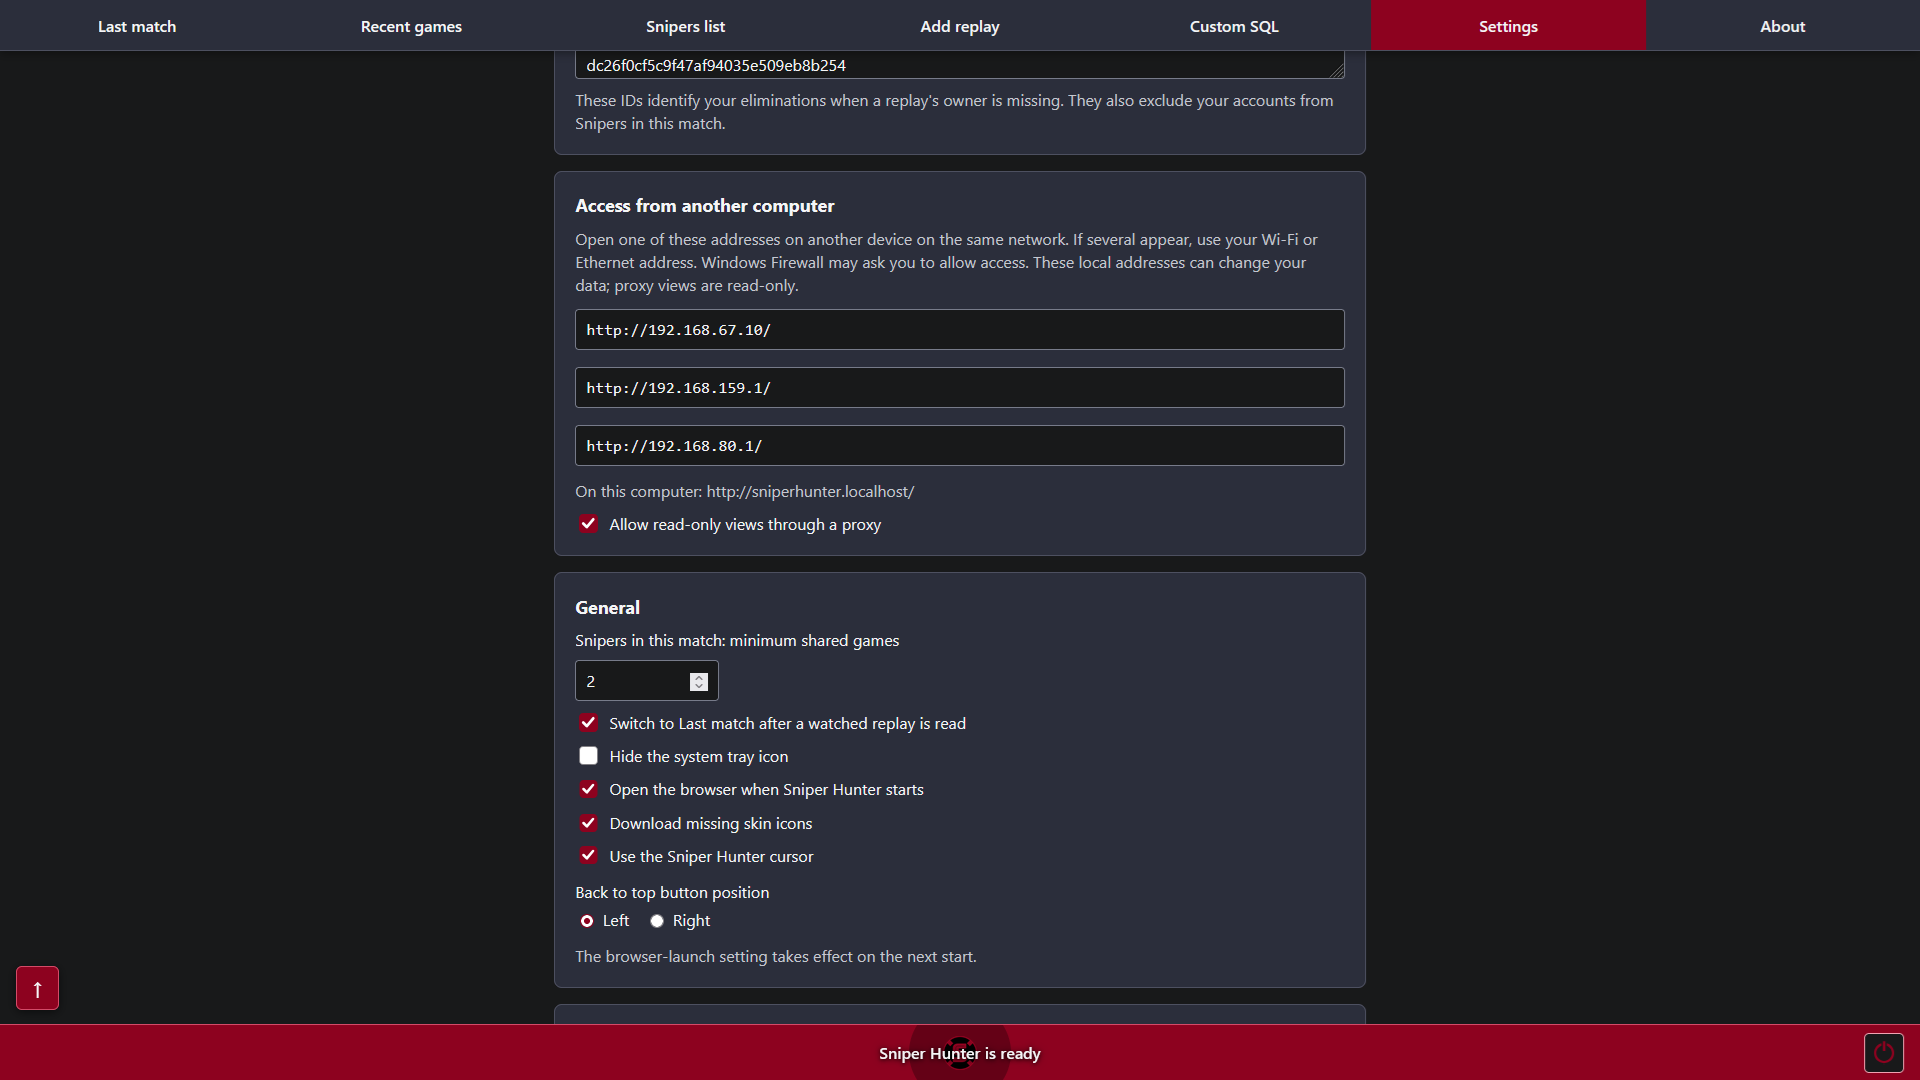 Last match
Recent games
Snipers list
Add replay
Custom SQL
Settings
About
dc26f0cf5c9f47af94035e509eb8b254
These IDs identify your eliminations when a replay's owner is missing. They also exclude your accounts from
Snipers in this match.
Access from another computer
Open one of these addresses on another device on the same network. If several appear, use your Wi-Fi or
Ethernet address. Windows Firewall may ask you to allow access. These local addresses can change your
data; proxy views are read-only.
http://192.168.67.10/
http://192.168.159.1/
http://192.168.80.1/
On this computer: http://sniperhunter.localhost/
Allow read-only views through a proxy
General
Snipers in this match: minimum shared games
2
Switch to Last match after a watched replay is read
Hide the system tray icon
Open the browser when Sniper Hunter starts
Download missing skin icons
Use the Sniper Hunter cursor
Back to top button position
Left
Right
The browser-launch setting takes effect on the next start.
↑
Sniper Hunter is ready